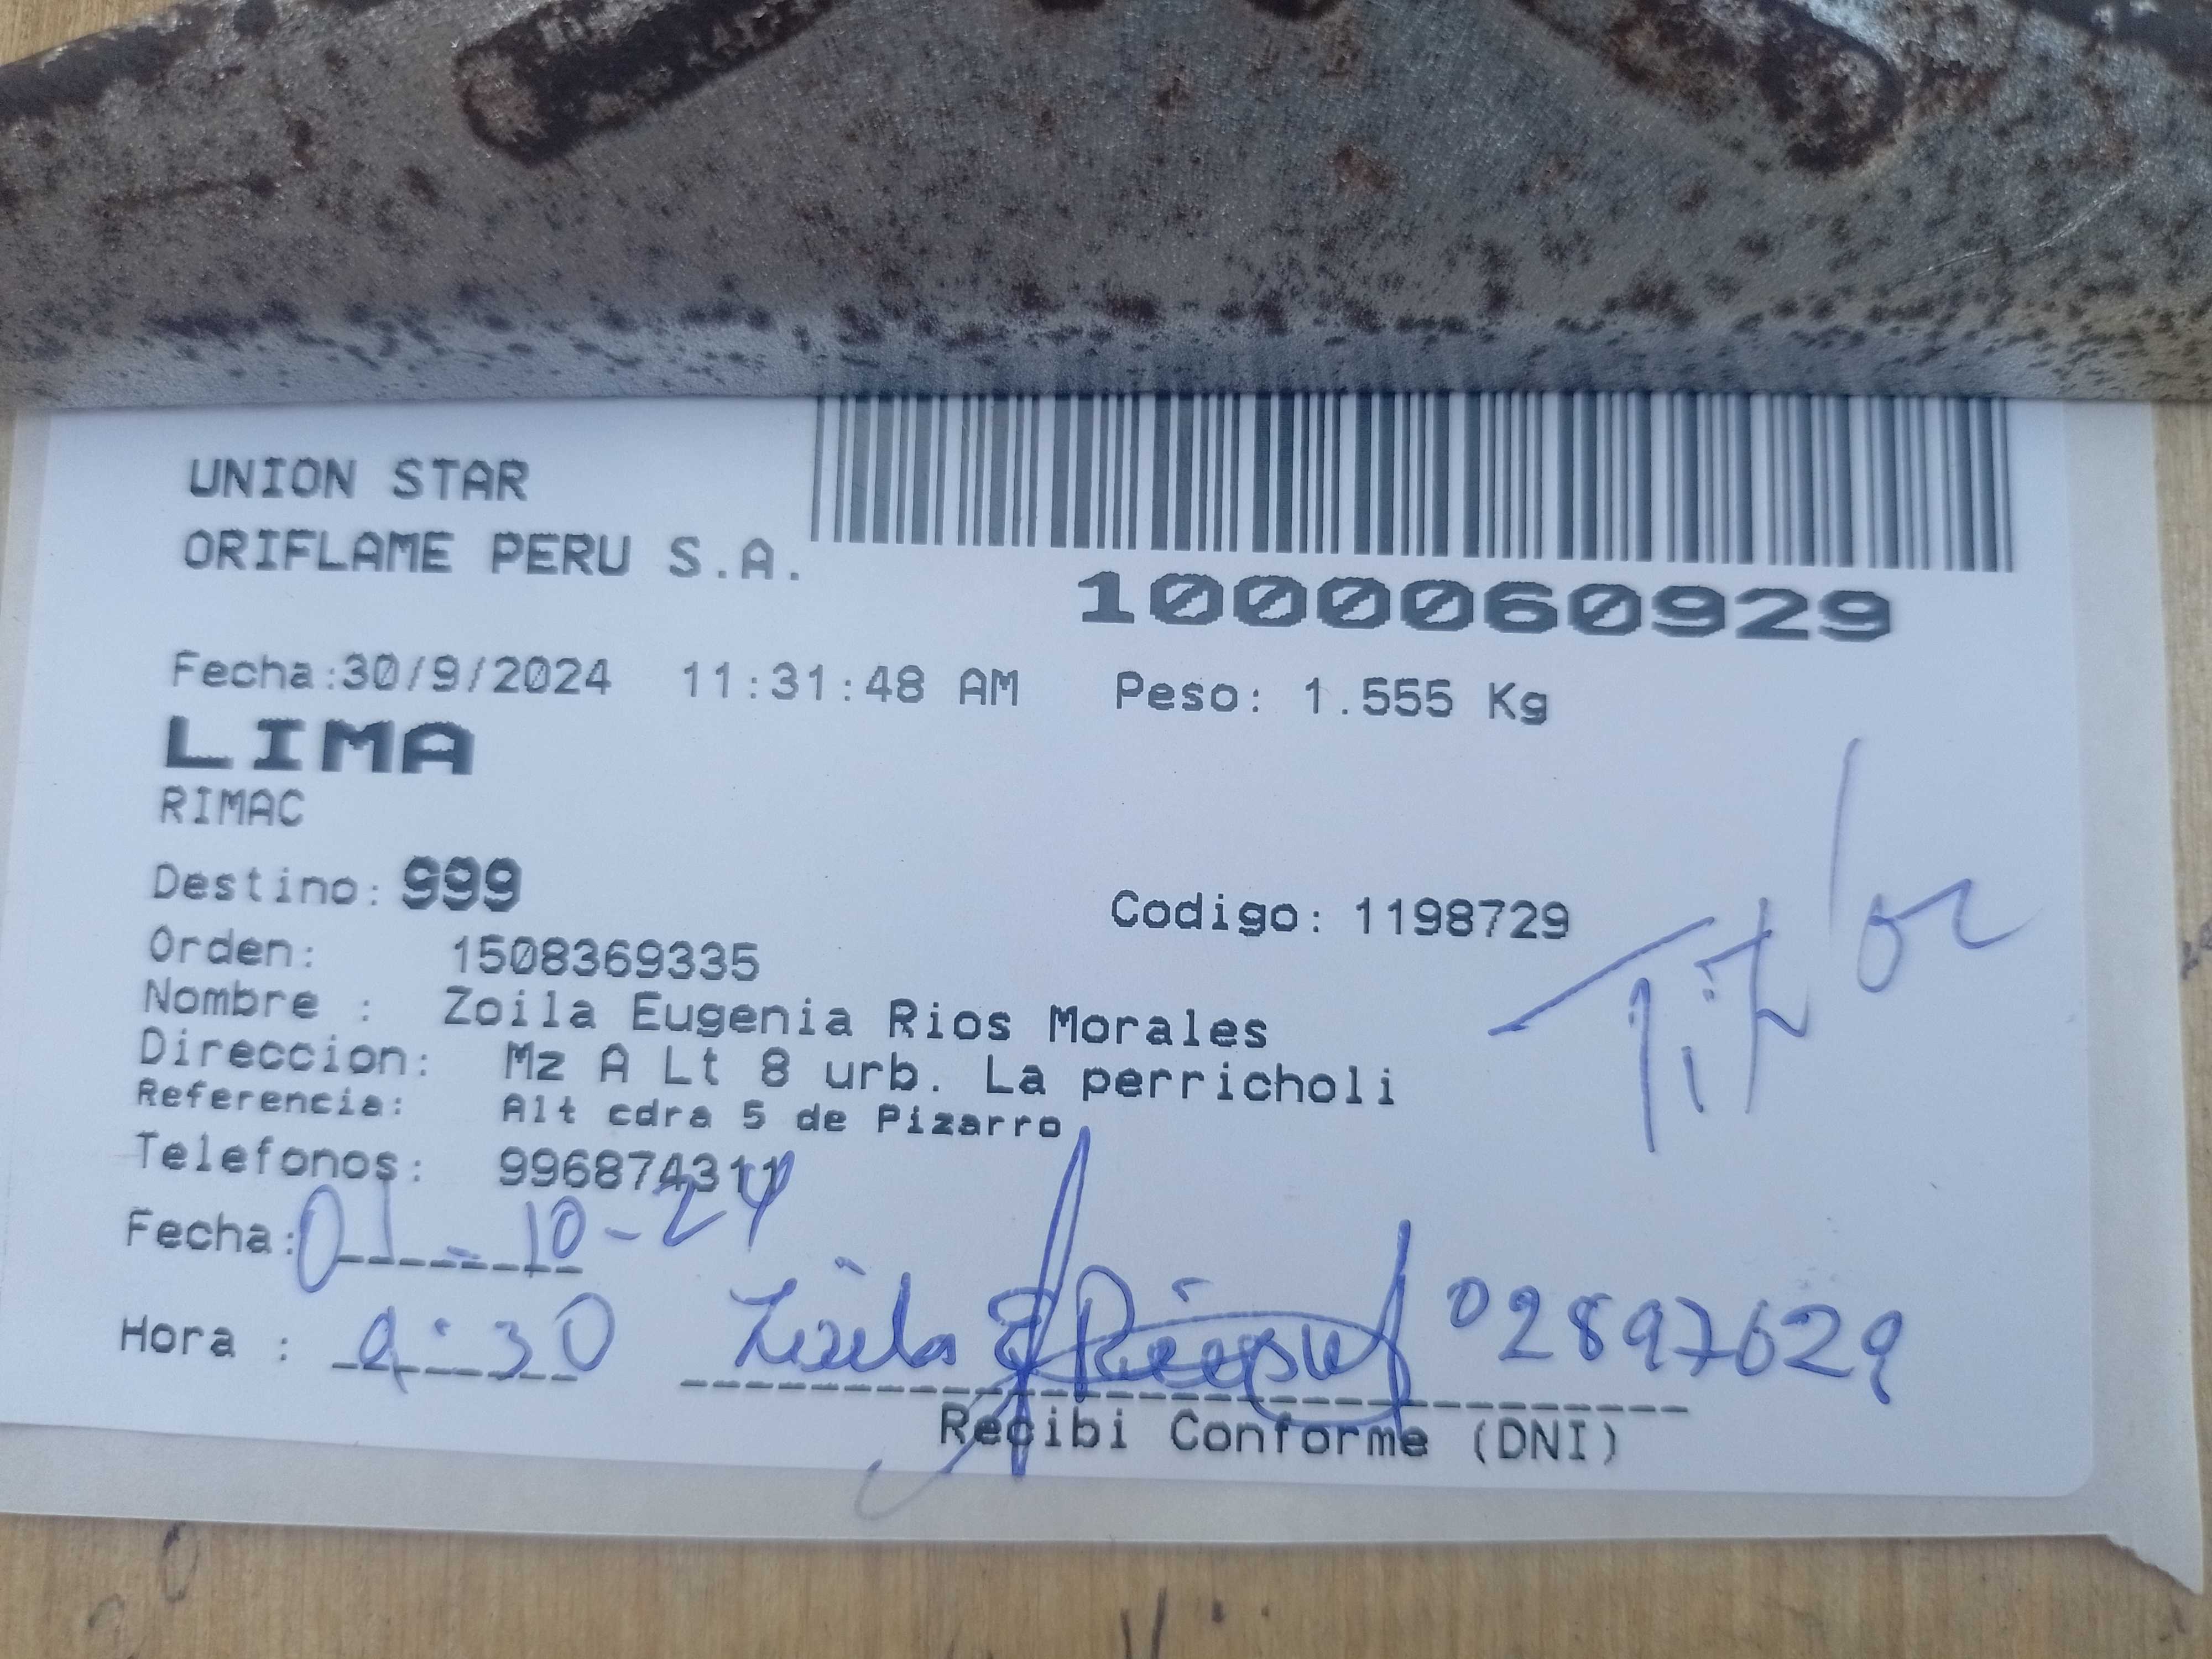 UNION STAR
ORIFLAME PERU S.A.
1000060929
Fecha:30/9/2024 11:31:48 AM Peso: 1.555 Kg
LIMA
RIMAC
Destino: 999
Codigo: 1198729
Orden: 1508369335
Nombre : Zoila Eugenia Rios Morales
Direccion: Mz A Lt 8 urb. La perricholi
Referencia: Alt cdra 5 de Pizarro
Telefonos: 996874311
Titular
Fecha: 01-10-24
Hora : :30 Zoila E 02897629
Recibi Conforme (DNI)